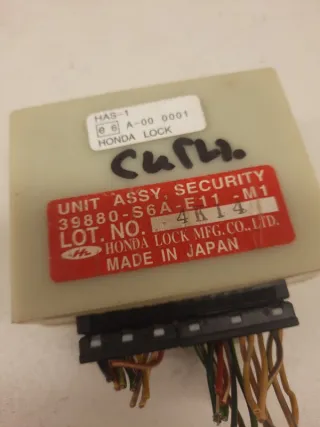 HAS-1
e 6 A-00 0001
HONDA LOCK
UNIT ASSY, SECURITY
39880-S6A-E11 -M1
LOT. NO. 4K14
HONDA LOCK MFG. CO., LTD.
MADE IN JAPAN